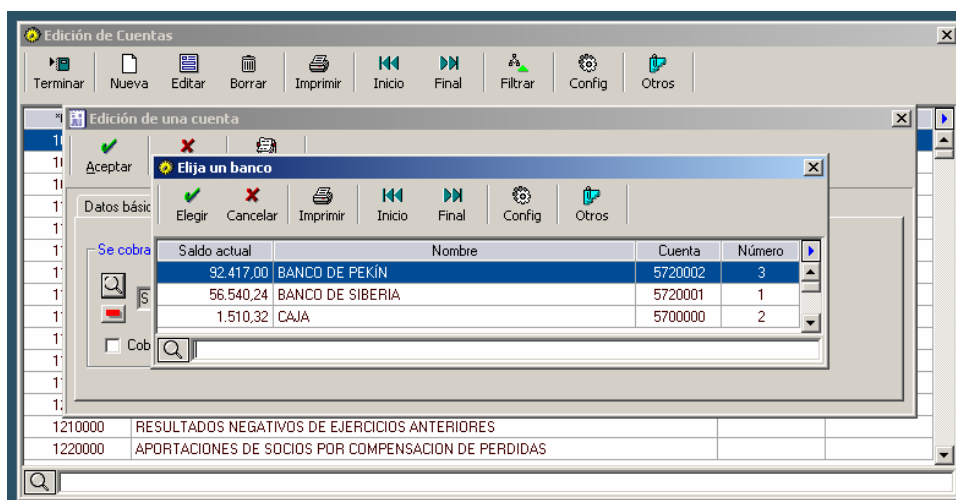 Edición de Cuentas
Terminar Nueva Editar Borrar Imprimir Inicio Final Filtrar Config Otros
Edición de una cuenta
Aceptar
Elija un banco
Elegir Cancelar Imprimir Inicio Final Config Otros
Datos básic
Se cobra
Saldo actual Nombre Cuenta Número
92.417,00 BANCO DE PEKÍN 5720002 3
56.540,24 BANCO DE SIBERIA 5720001 1
1.510,32 CAJA 5700000 2
S
Cob
1210000 RESULTADOS NEGATIVOS DE EJERCICIOS ANTERIORES
1220000 APORTACIONES DE SOCIOS POR COMPENSACION DE PERDIDAS